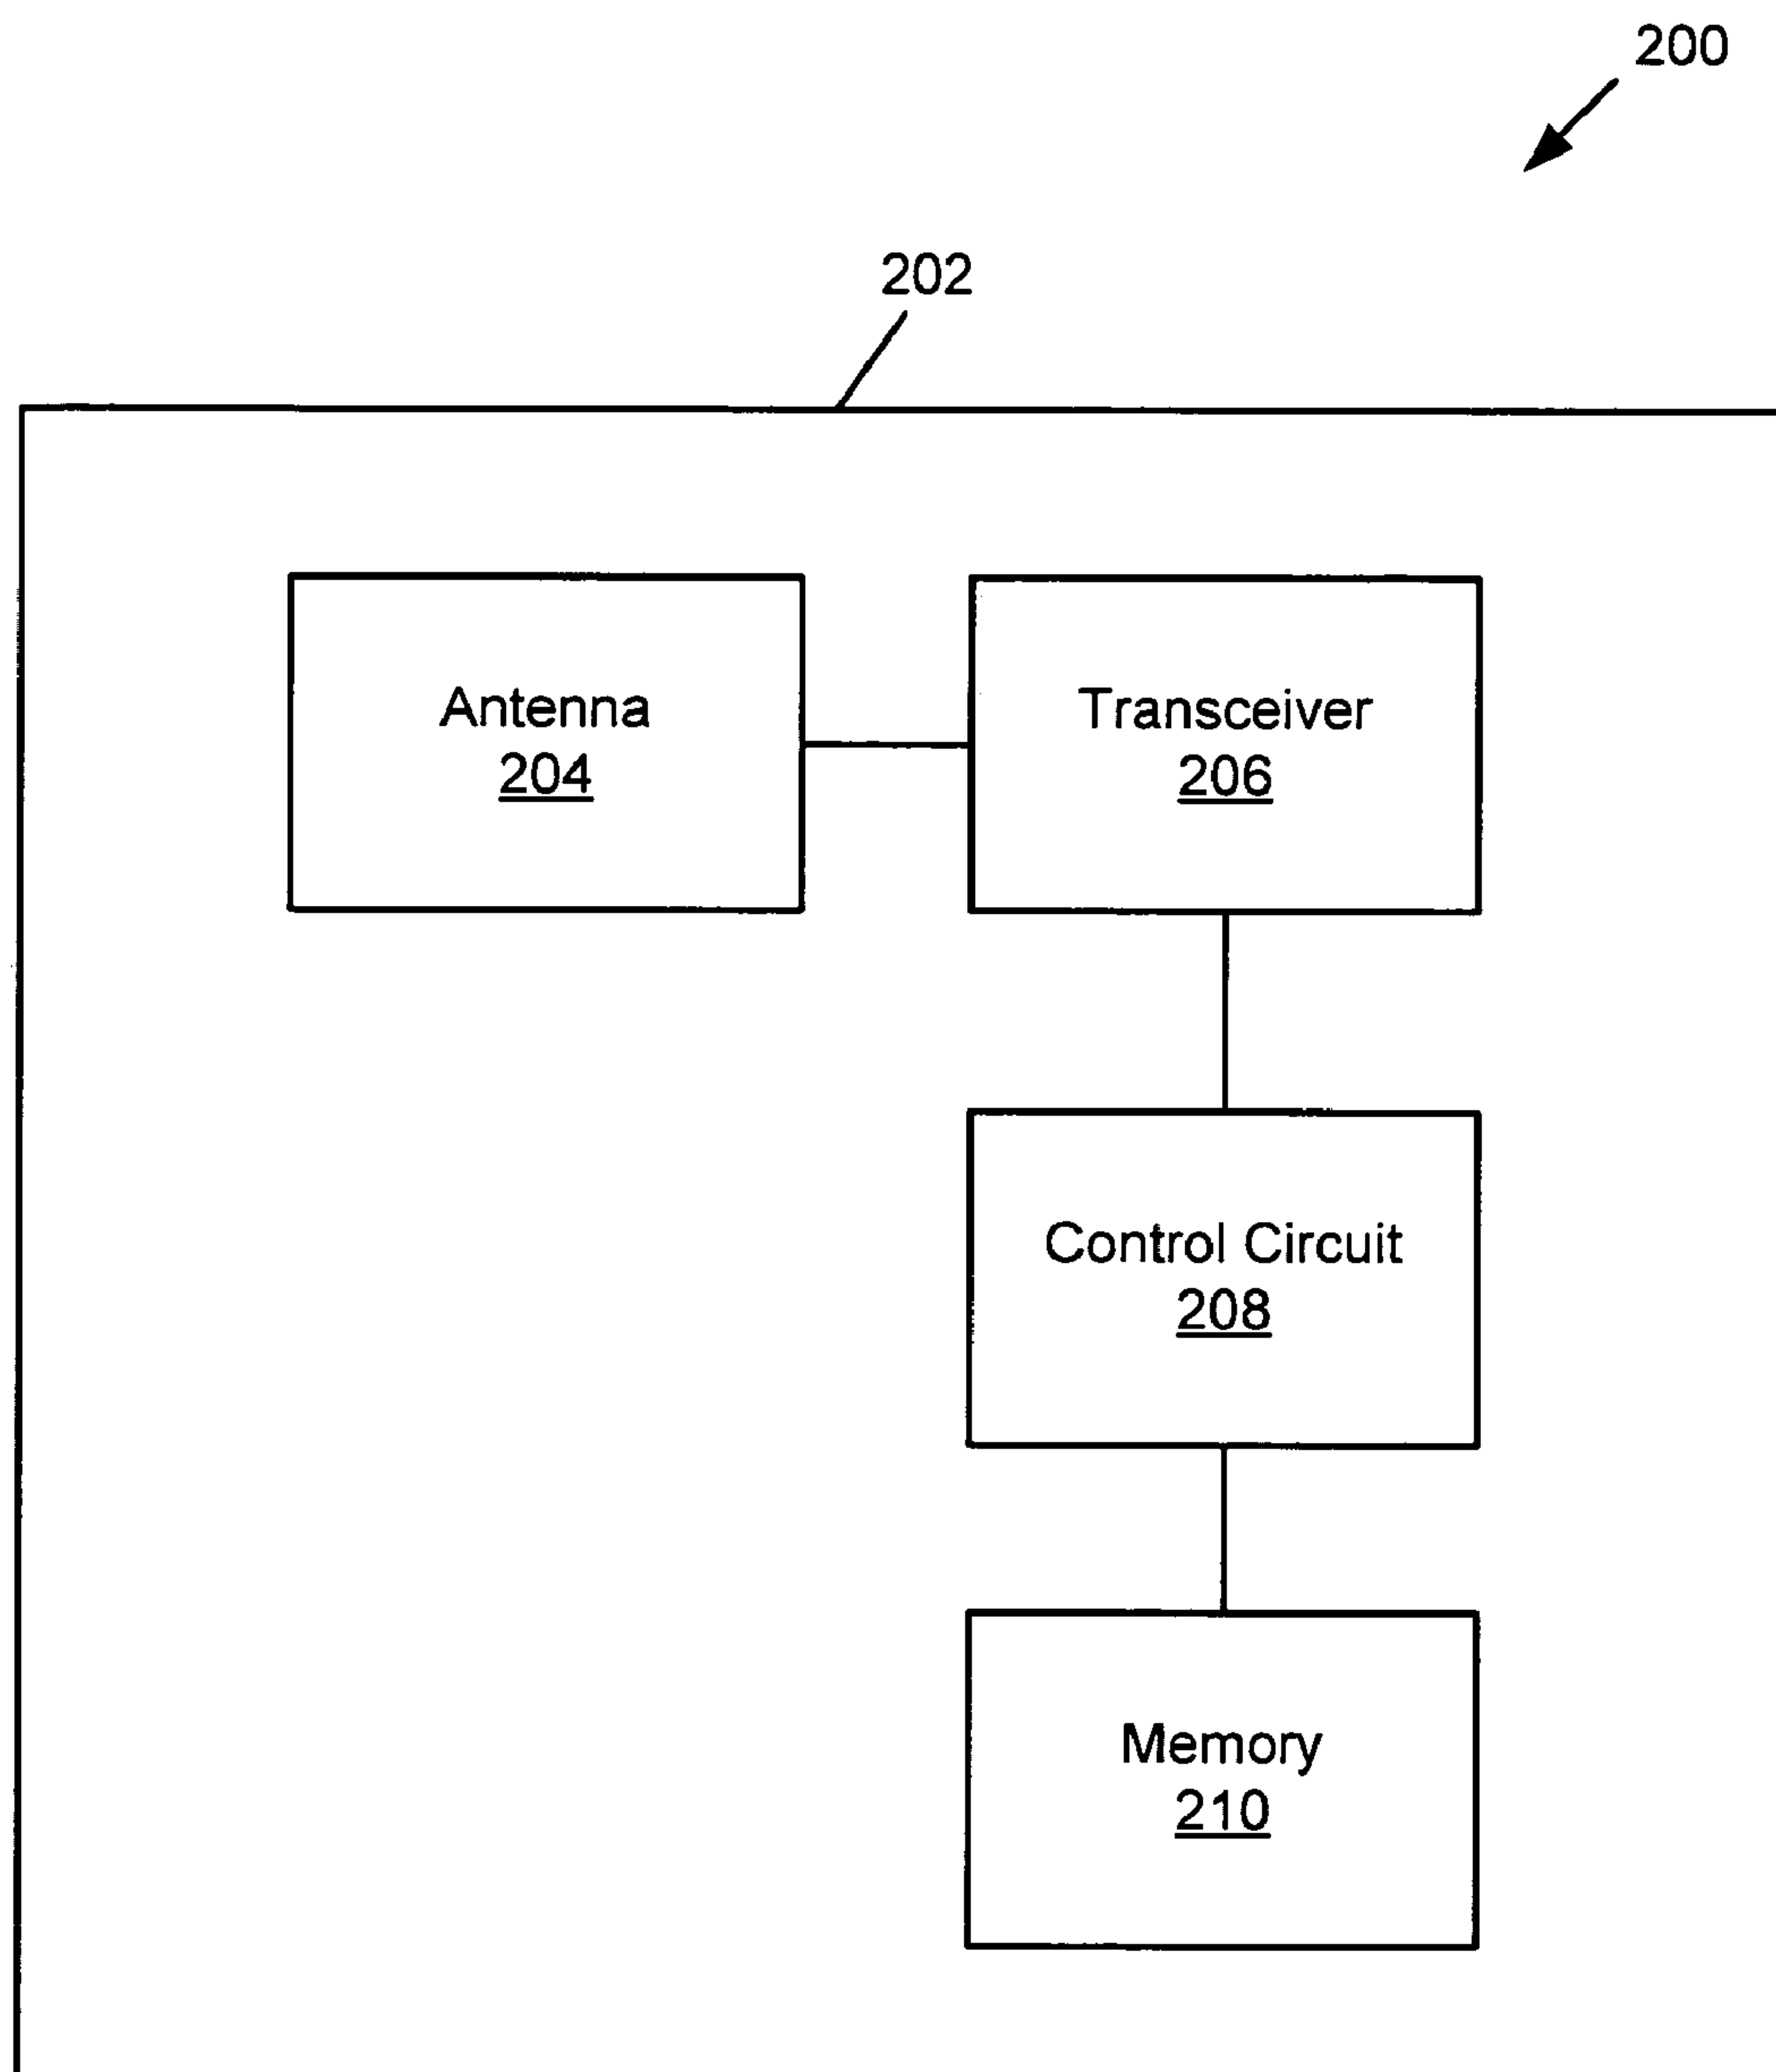 200
202
Antenna
204
Transceiver
206
Control Circuit
208
Memory
210